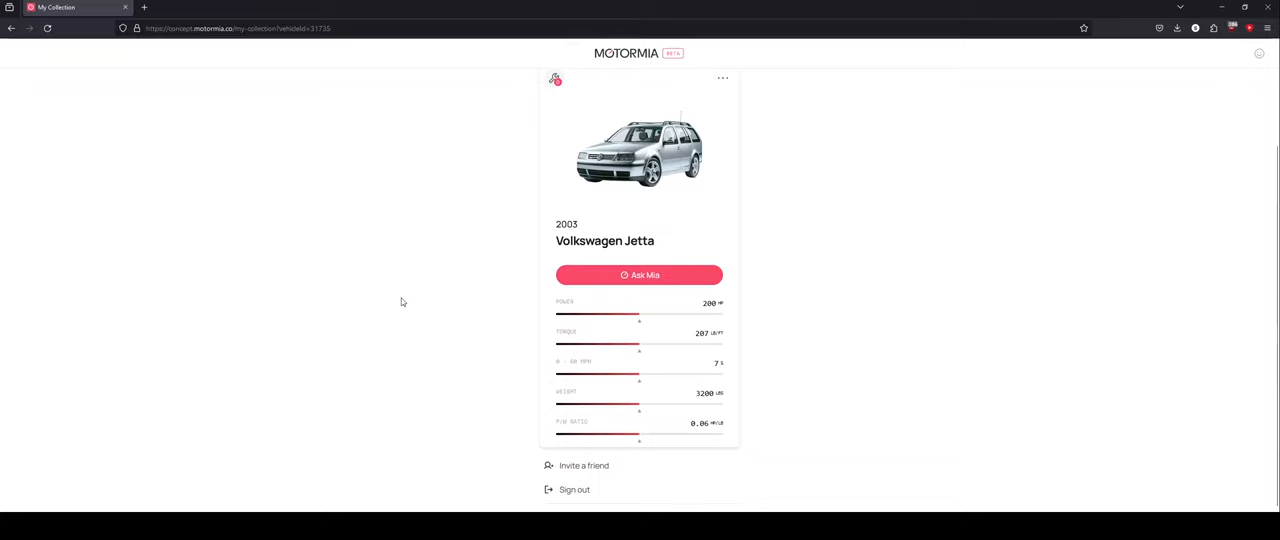 My Collection
https://concept.motormia.co/my-collection?vehicleId=31735
386
MOTORMIA BETA
2003
Volkswagen Jetta
Ask Mia
POWER 200 HP
TORQUE 207 LB/FT
0 - 60 MPH 7 S
WEIGHT 3200 LBS
P/W RATIO 0.06 HP/LB
Invite a friend
Sign out